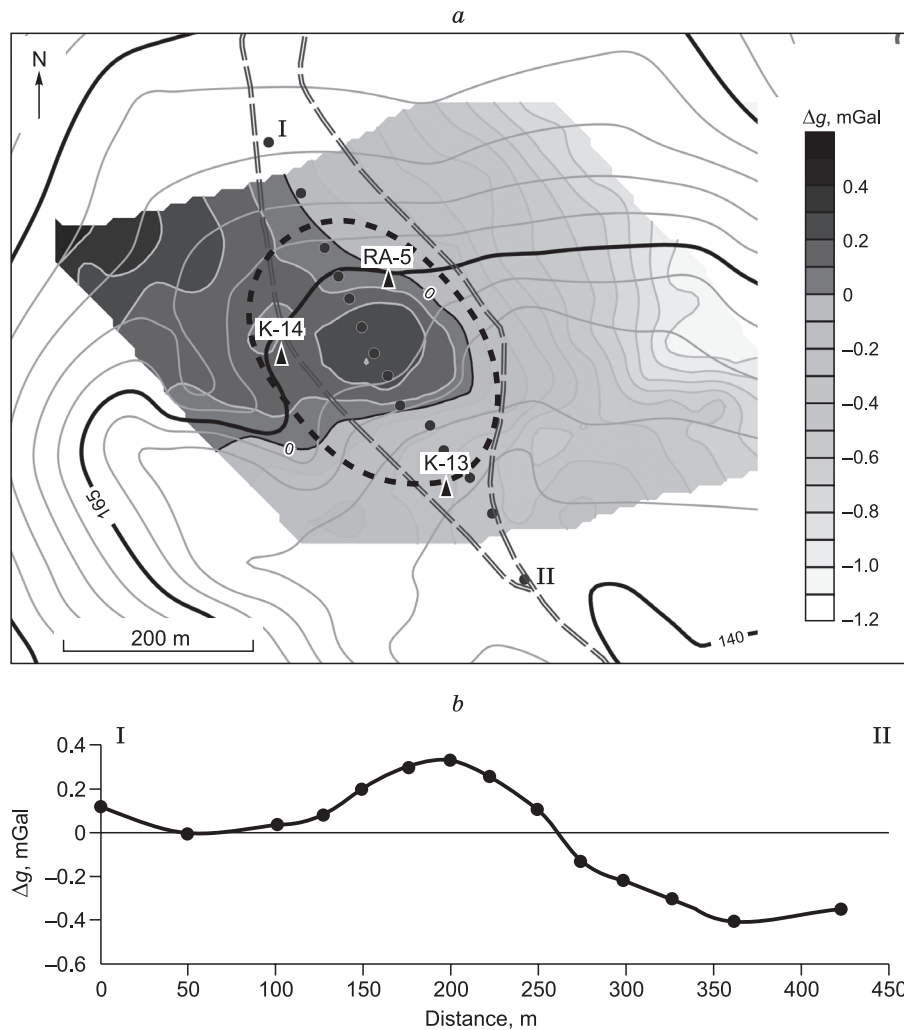 a
N
I
Δg, mGal
0.4
0.2
0
–0.2
–0.4
–0.6
–0.8
–1.0
–1.2
RA-5
0
K-14
0
K-13
165
II
200 m
140
b
I
II
0.4
0.2
0
–0.2
–0.4
–0.6
Δg, mGal
0 50 100 150 200 250 300 350 400 450
Distance, m